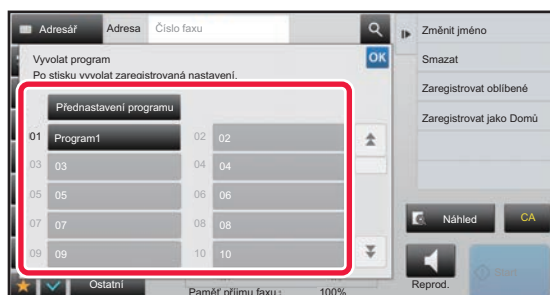 Adresář Adresa Číslo faxu
Změnit jméno
Vyvolat program OK
Smazat
Po stisku vyvolat zaregistrovaná nastavení.
Zaregistrovat oblíbené
Přednastavení programu
Zaregistrovat jako Domů
01 Program1 02 02
03 03 04 04
05 05 06 06
07 07 08 08
Náhled CA
09 09 10 10
Reprod. Start
Ostatní
Paměť příjmu faxu: 100%